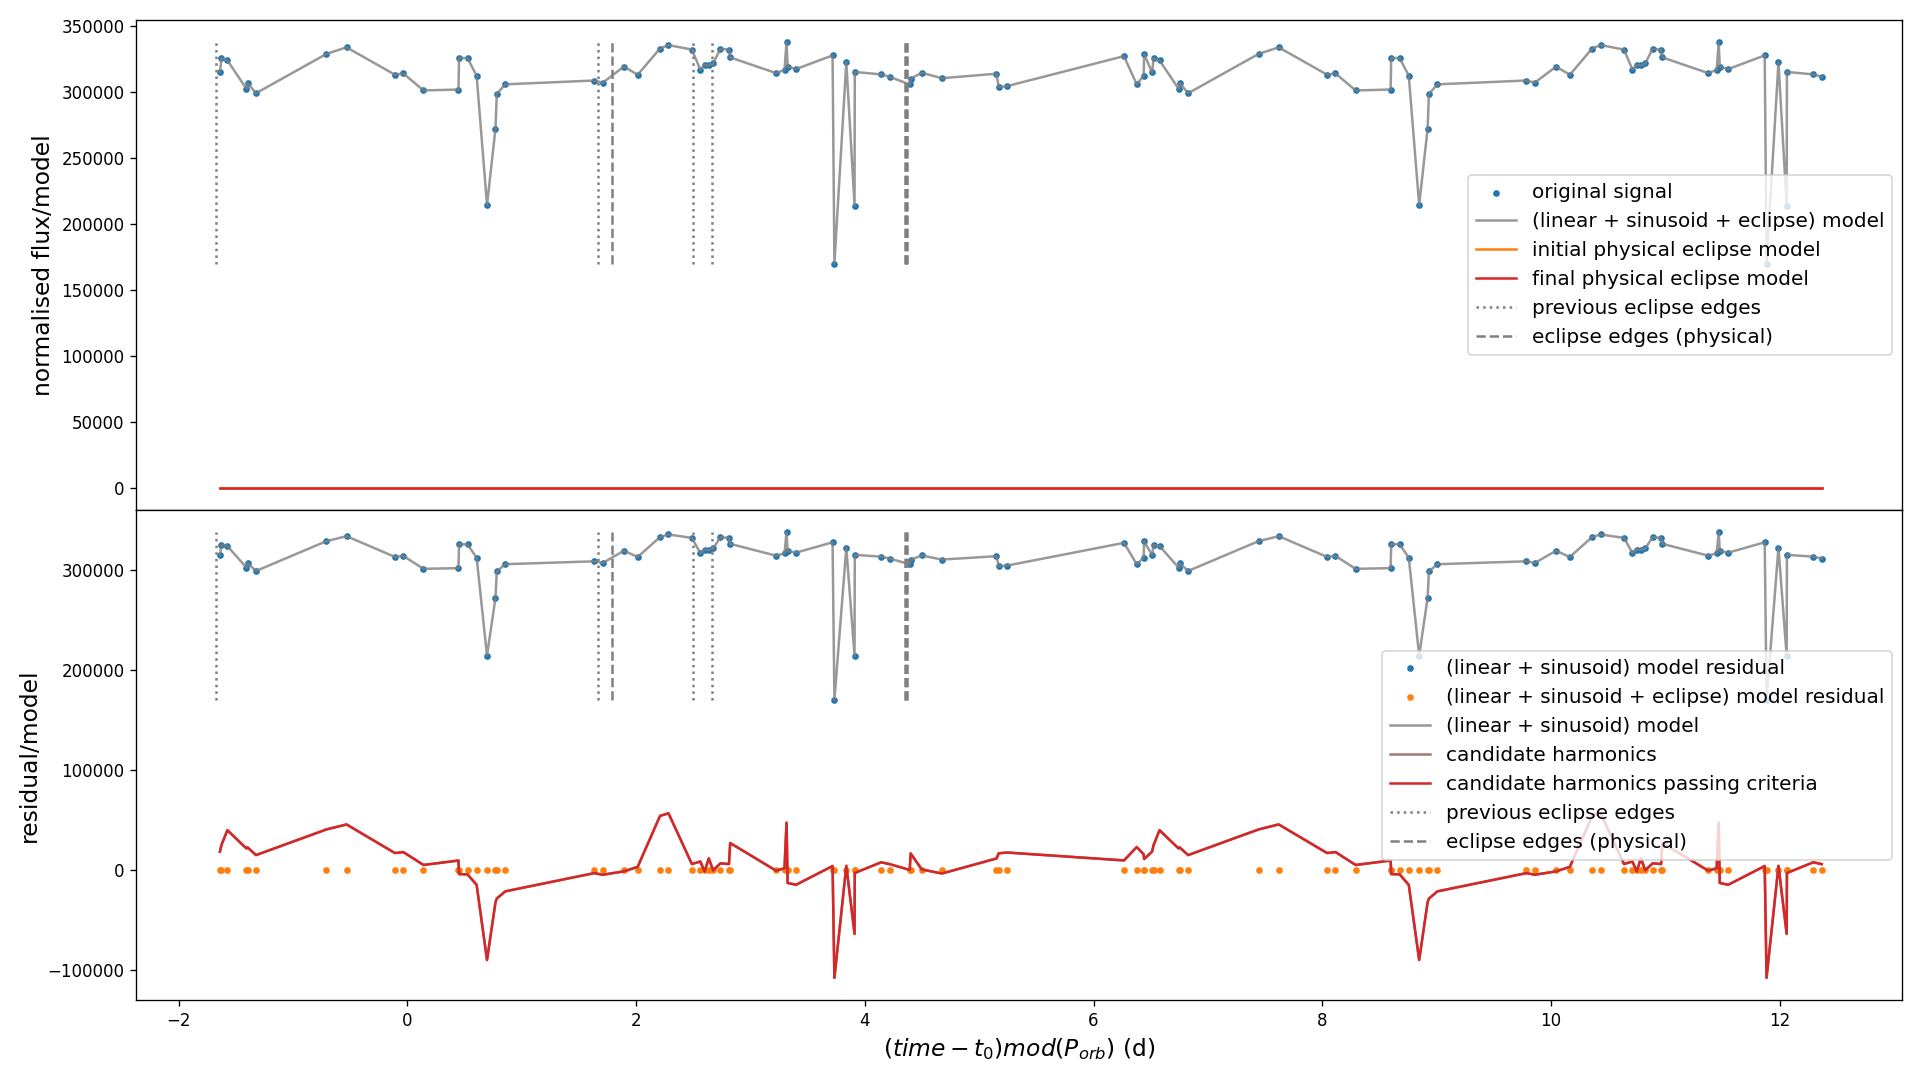 350000
300000
250000
200000
150000
100000
50000
0
normalised flux/model
original signal
(linear + sinusoid + eclipse) model
initial physical eclipse model
final physical eclipse model
previous eclipse edges
eclipse edges (physical)
300000
200000
100000
0
−100000
residual/model
(linear + sinusoid) model residual
(linear + sinusoid + eclipse) model residual
(linear + sinusoid) model
candidate harmonics
candidate harmonics passing criteria
previous eclipse edges
eclipse edges (physical)
−2 0 2 4 6 8 10 12
(time − t₀)mod(Pₒᵣb) (d)